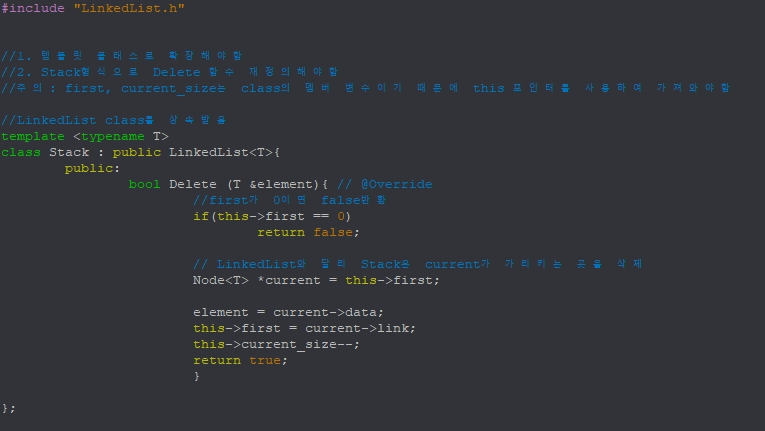 #include "LinkedList.h"
//1. 템플릿 클래스로 확장해야함
//2. Stack형식으로 Delete 함수 재정의해야함
//주의: first, current_size는 class의 멤버 변수이기 때문에 this 포인터를 사용하여 가져와야함
//LinkedList class를 상속받음
template <typename T>
class Stack : public LinkedList<T>{
public:
bool Delete (T &element){ // @Override
//first가 0이면 false반환
if(this->first == 0)
return false;
// LinkedList와 달리 Stack은 current가 가리키는 곳을 삭제
Node<T> *current = this->first;
element = current->data;
this->first = current->link;
this->current_size--;
return true;
}
};